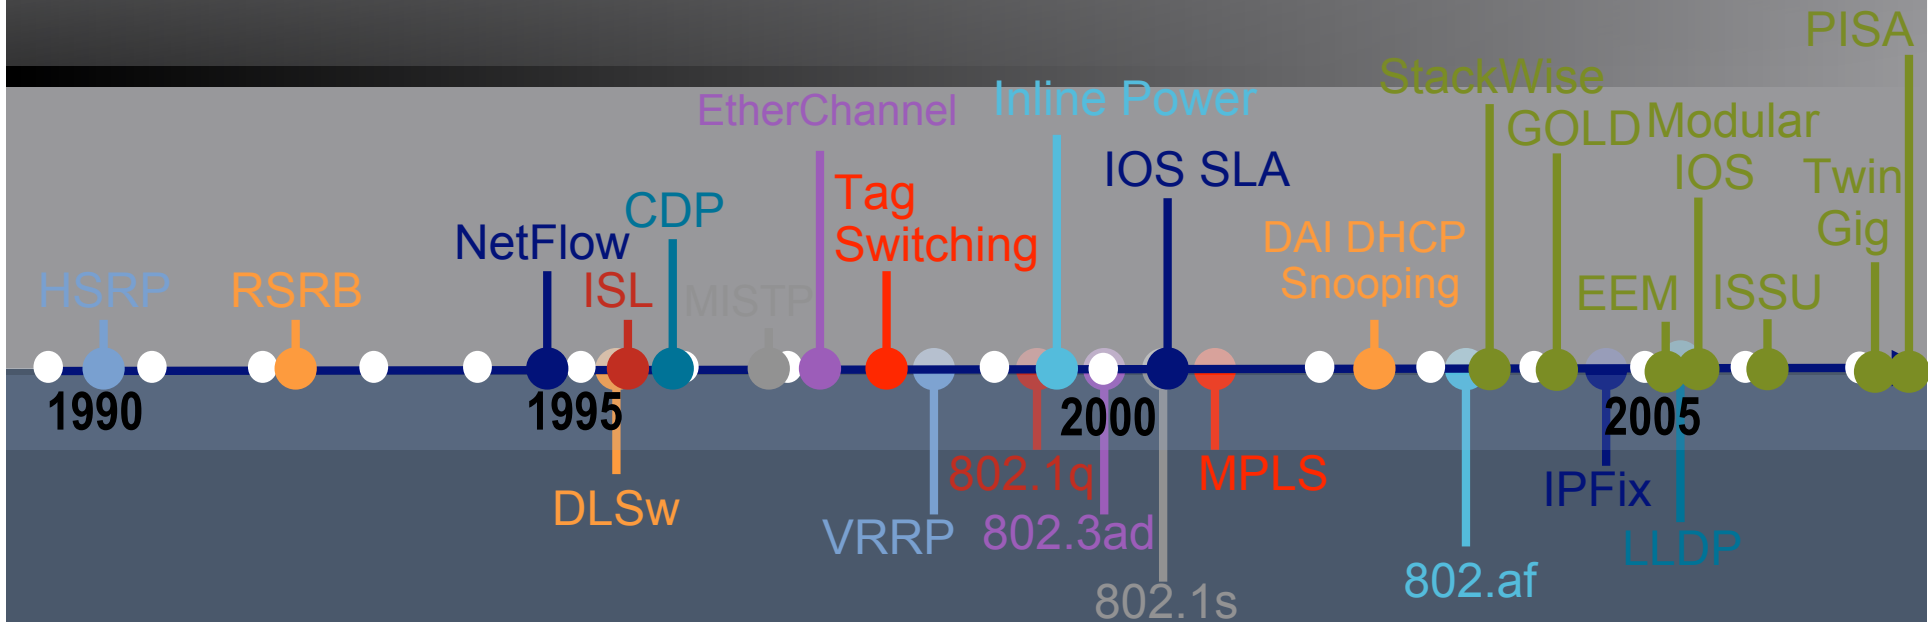 PISA
StackWise
Inline Power
EtherChannel
GOLD
Modular
IOS
IOS SLA
Twin
Gig
Tag
Switching
CDP
NetFlow
DAI DHCP
Snooping
HSRP
RSRB
ISL
MISTP
EEM
ISSU
1990
1995
2000
2005
802.1q
MPLS
IPFix
DLSw
VRRP
802.3ad
LLDP
802.af
802.1s